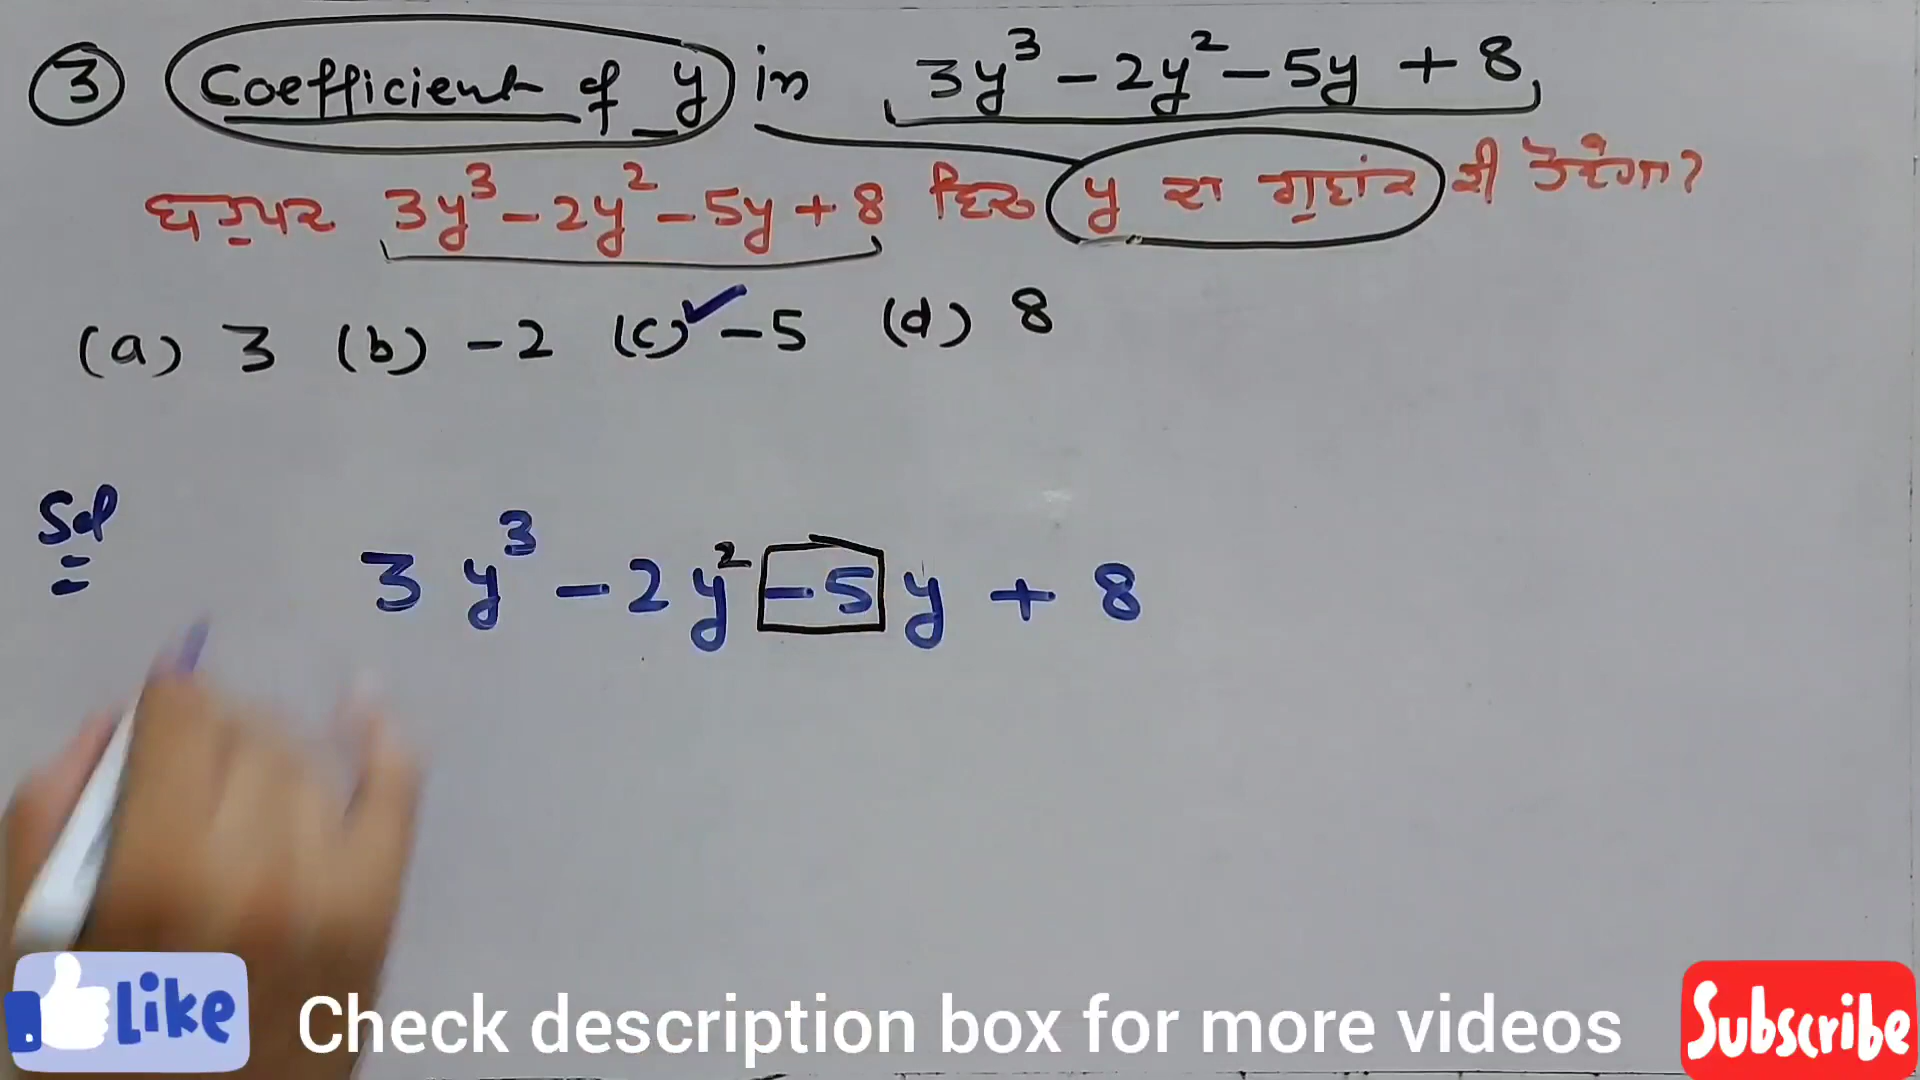 ③ Coefficient of y in 3y³ - 2y² - 5y + 8,
ਬਹੁਪਦ 3y³ - 2y² - 5y + 8 ਵਿਚ y ਦਾ ਗੁਣਾਂਕ ਕੀ ਹੋਵੇਗਾ?
(a) 3 (b) -2 (c) ✓ -5 (d) 8
Sol
3y³ - 2y² - 5y + 8
Like
Check description box for more videos
Subscribe